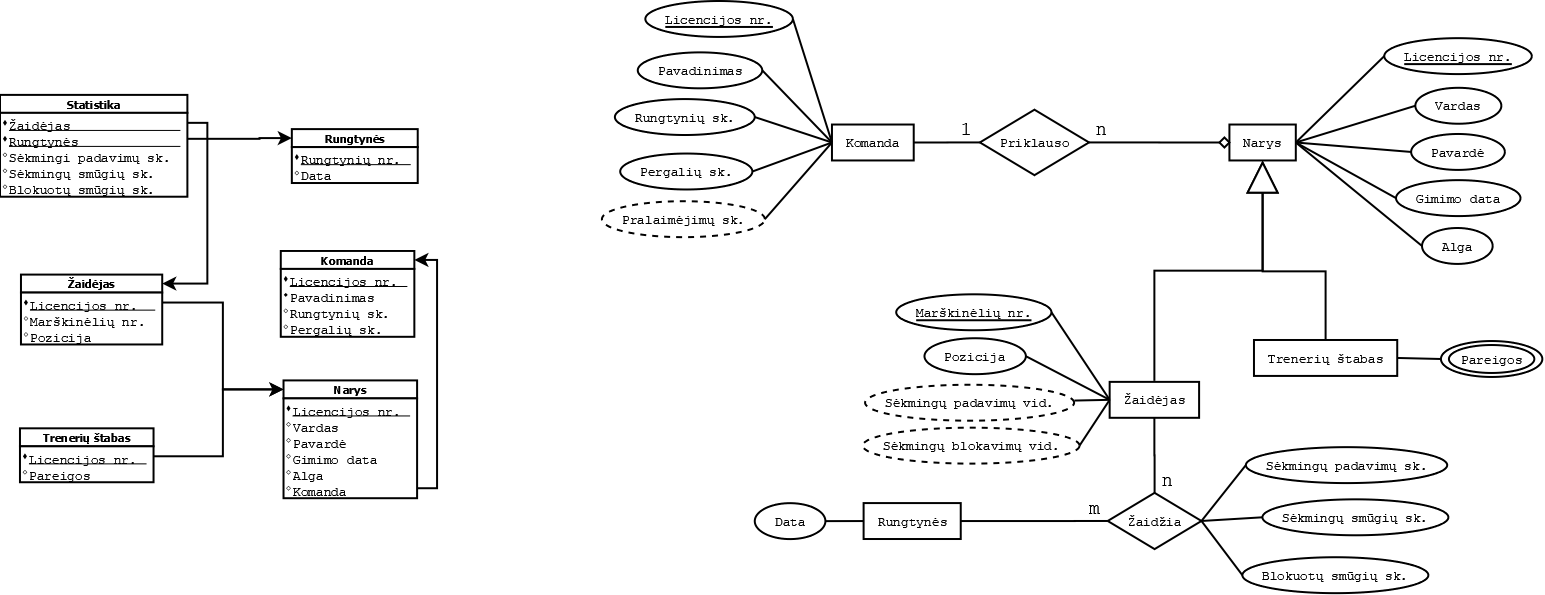 Statistika
Žaidėjas
Rungtynės
Sėkmingi padavimų sk.
Sėkmingų smūgių sk.
Blokuotų smūgių sk.
Rungtynės
Rungtynių nr.
Data
Žaidėjas
Licencijos nr.
Marškinėlių nr.
Pozicija
Komanda
Licencijos nr.
Pavadinimas
Rungtynių sk.
Pergalių sk.
Trenerių štabas
Licencijos nr.
Pareigos
Narys
Licencijos nr.
Vardas
Pavardė
Gimimo data
Alga
Komanda
Licencijos nr.
Pavadinimas
Rungtynių sk.
Pergalių sk.
Pralaimėjimų sk.
Komanda
1
Priklauso
n
Narys
Licencijos nr.
Vardas
Pavardė
Gimimo data
Alga
Marškinėlių nr.
Pozicija
Sėkmingų padavimų vid.
Sėkmingų blokavimų vid.
Žaidėjas
Trenerių štabas
Pareigos
Data
Rungtynės
m
n
Žaidžia
Sėkmingų padavimų sk.
Sėkmingų smūgių sk.
Blokuotų smūgių sk.